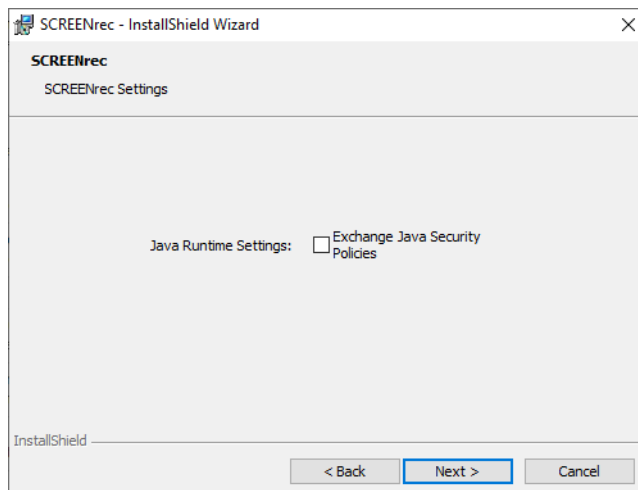 SCREENrec - InstallShield Wizard
SCREENrec
SCREENrec Settings
Java Runtime Settings:
Exchange Java Security
Policies
InstallShield
< Back
Next >
Cancel